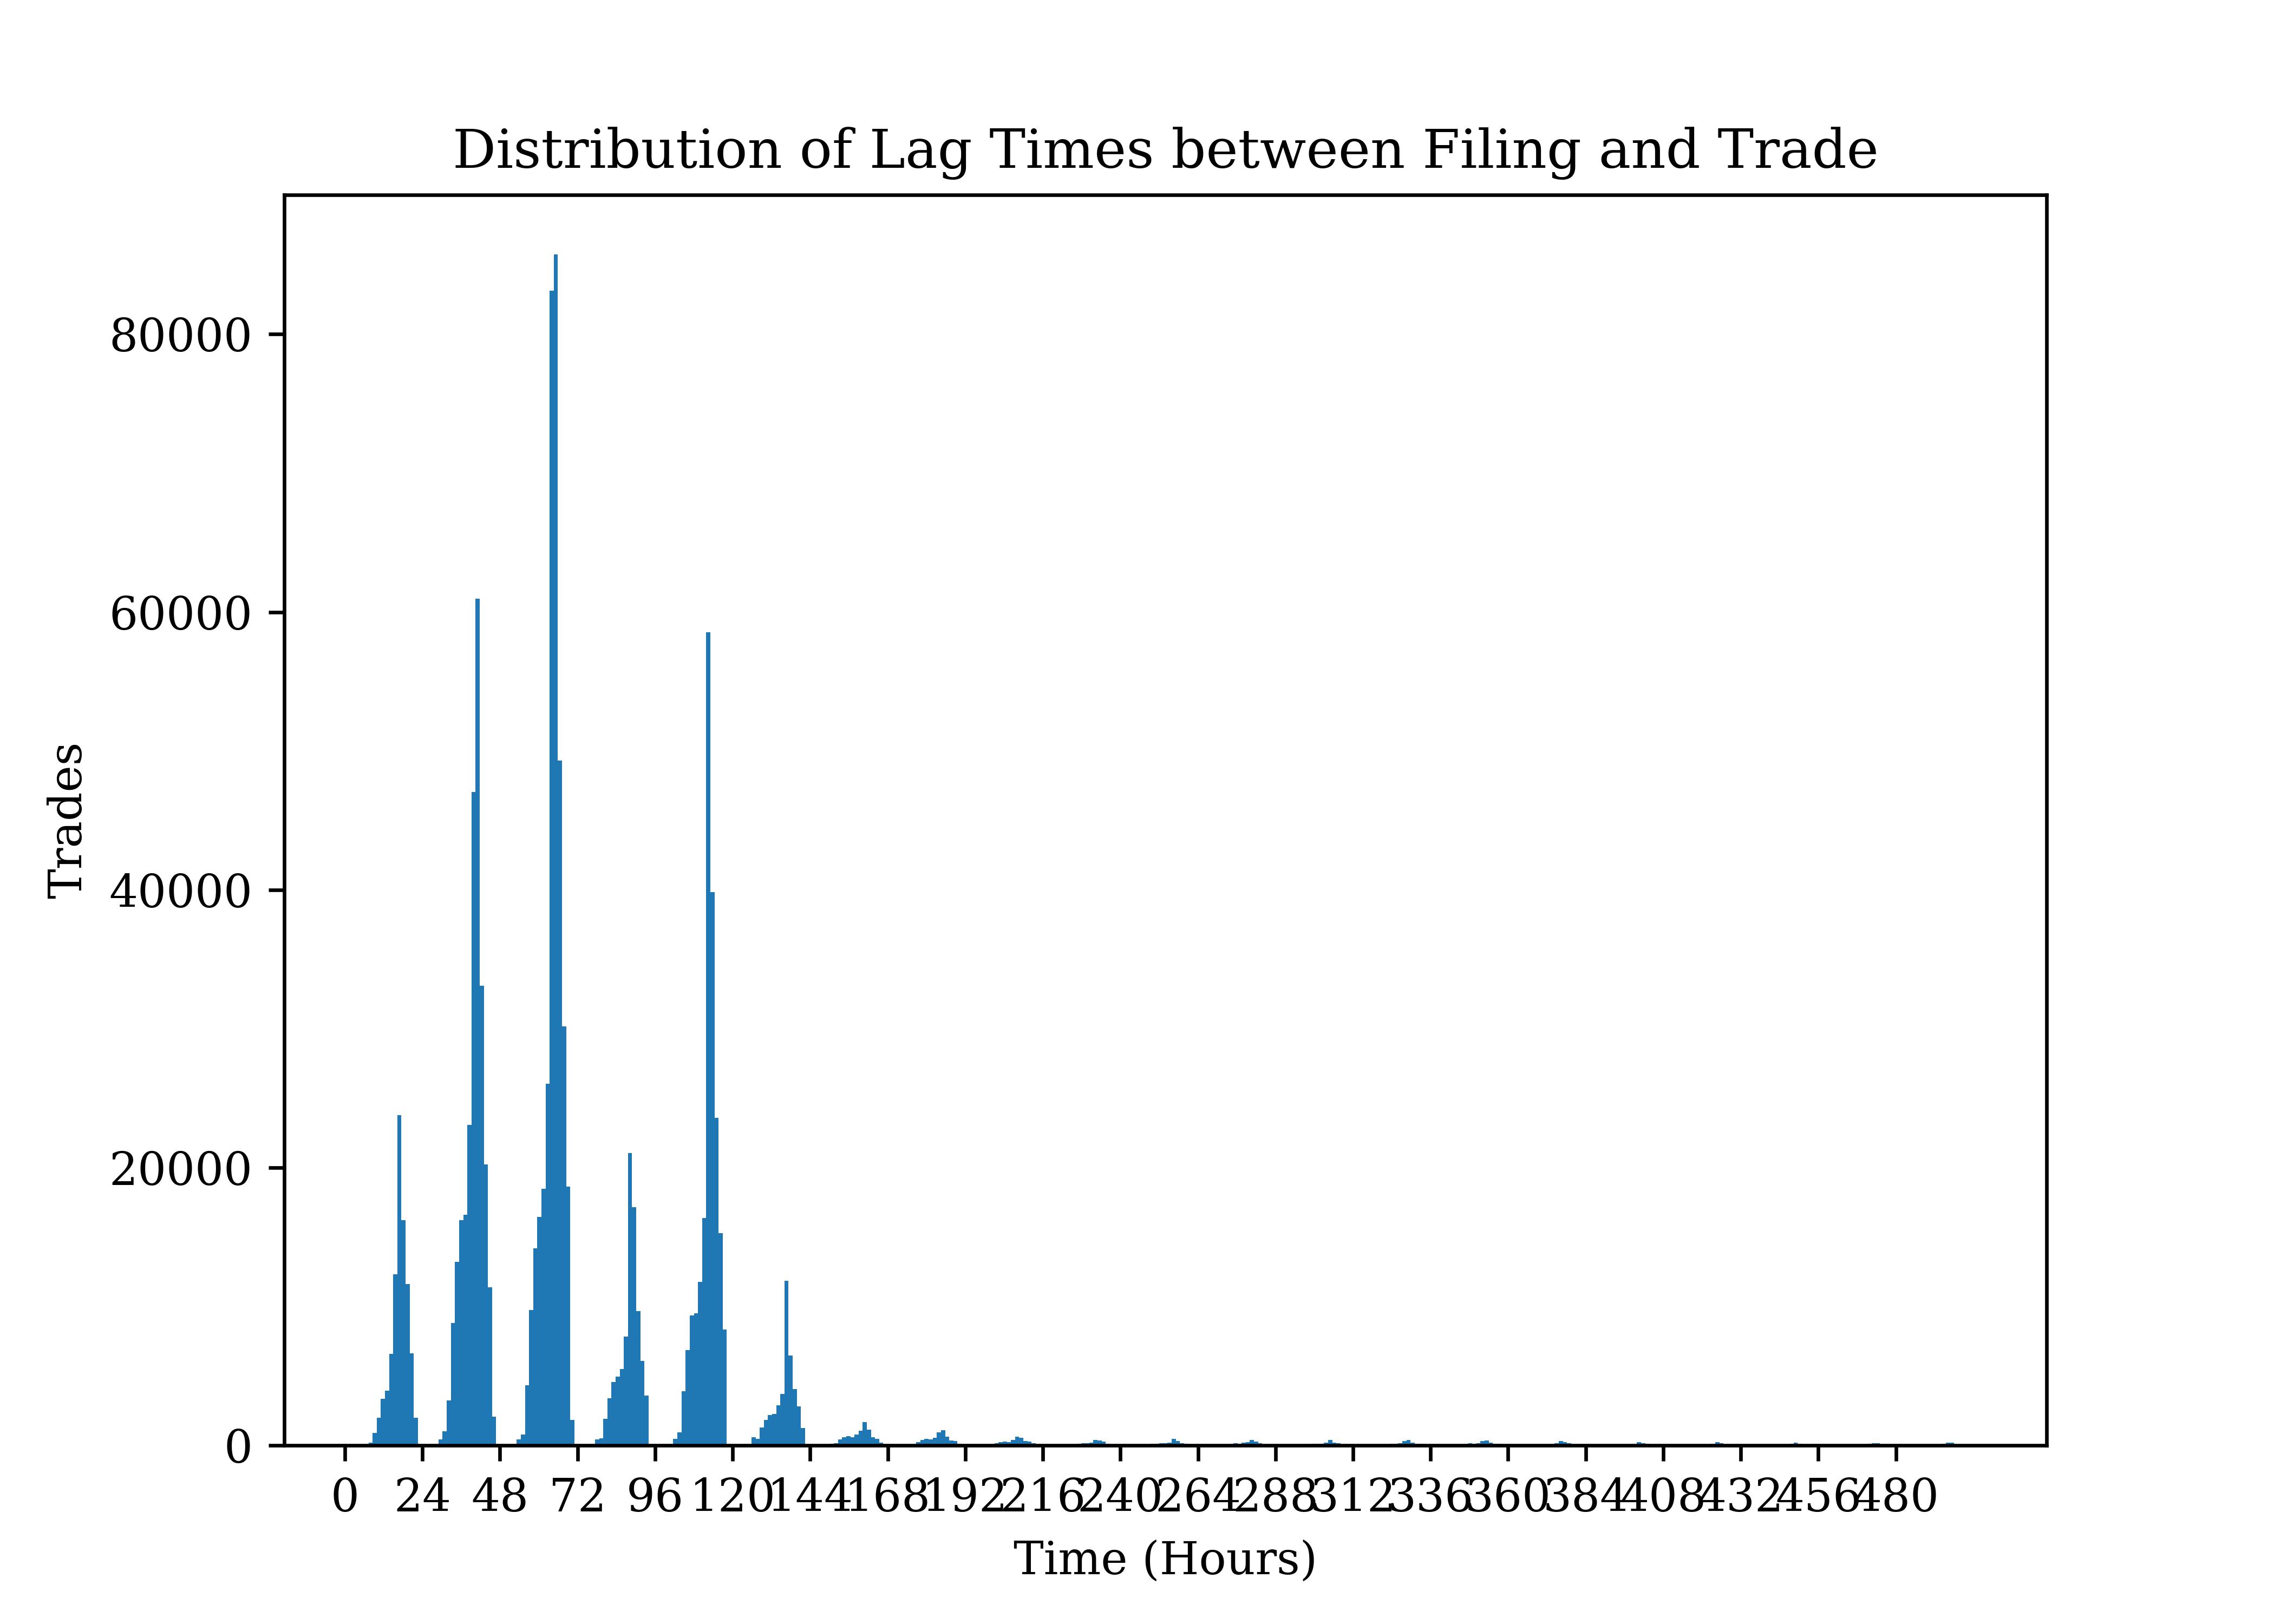 Distribution of Lag Times between Filing and Trade
80000
60000
40000
20000
0
Trades
0 24 48 72 96 120 144 168 192 216 240 264 288 312 336 360 384 408 432 456 480
Time (Hours)